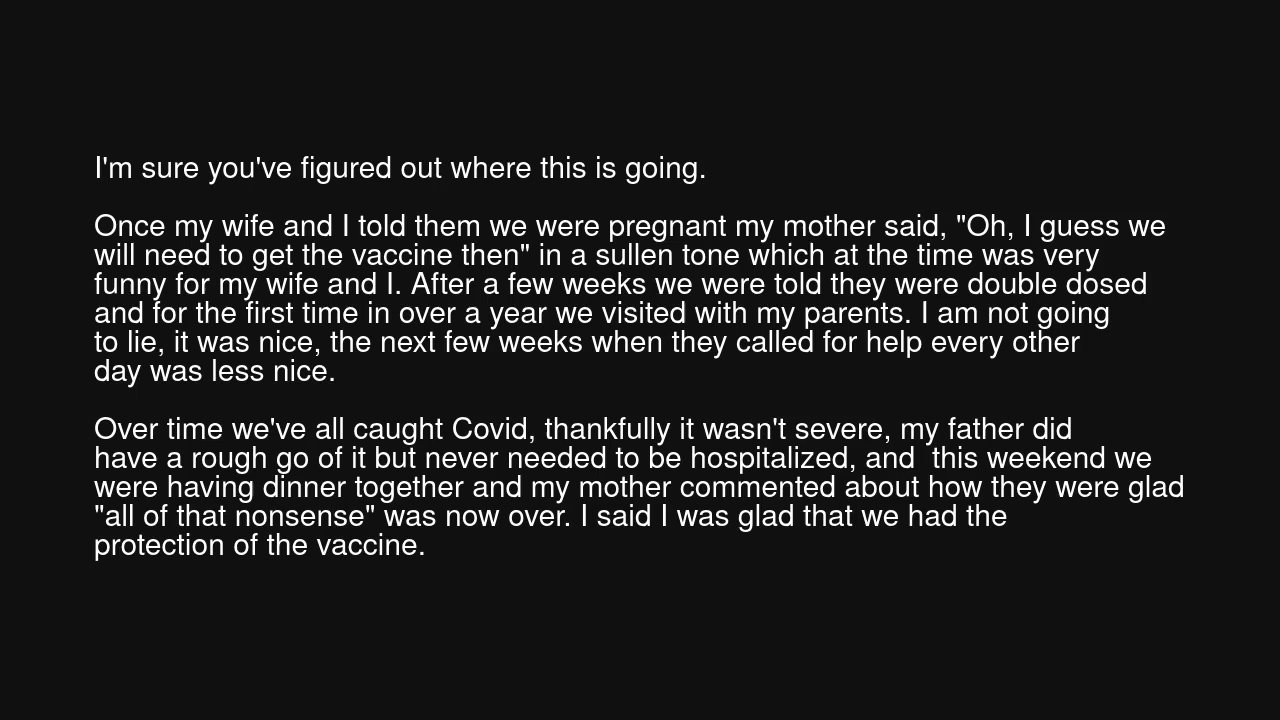 I'm sure you've figured out where this is going.
Once my wife and I told them we were pregnant my mother said, "Oh, I guess we
will need to get the vaccine then" in a sullen tone which at the time was very
funny for my wife and I. After a few weeks we were told they were double dosed
and for the first time in over a year we visited with my parents. I am not going
to lie, it was nice, the next few weeks when they called for help every other
day was less nice.
Over time we've all caught Covid, thankfully it wasn't severe, my father did
have a rough go of it but never needed to be hospitalized, and  this weekend we
were having dinner together and my mother commented about how they were glad
"all of that nonsense" was now over. I said I was glad that we had the
protection of the vaccine.